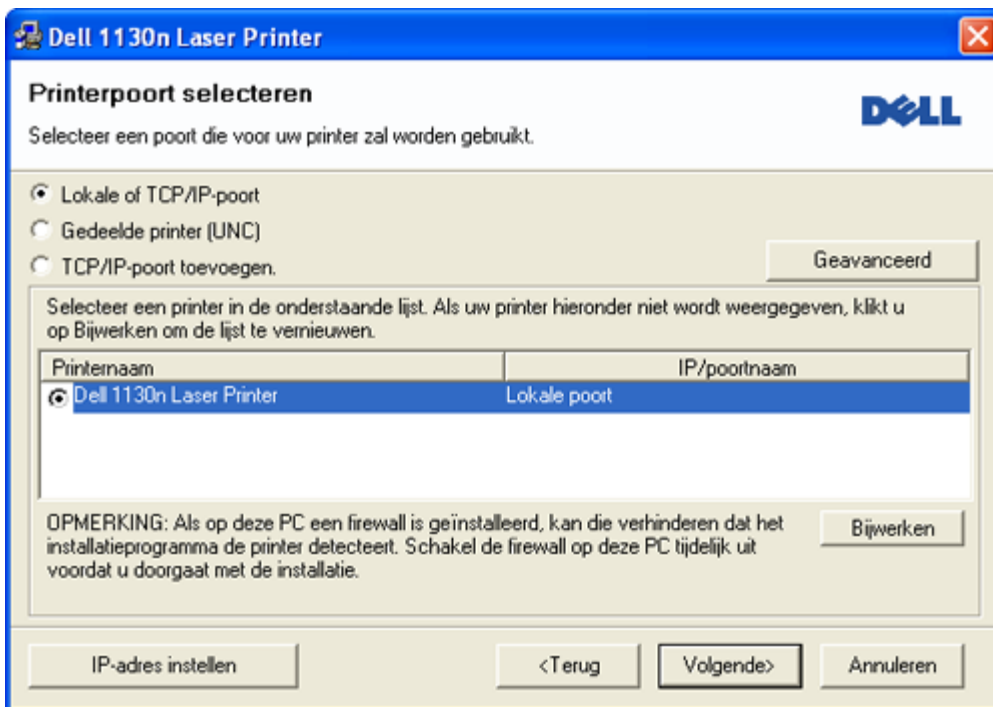 Dell 1130n Laser Printer
Printerpoort selecteren
DELL
Selecteer een poort die voor uw printer zal worden gebruikt.
Lokale of TCP/IP-poort
Gedeelde printer (UNC)
TCP/IP-poort toevoegen.
Geavanceerd
Selecteer een printer in de onderstaande lijst. Als uw printer hieronder niet wordt weergegeven, klikt u
op Bijwerken om de lijst te vernieuwen.
Printernaam IP/poortnaam
Dell 1130n Laser Printer Lokale poort
OPMERKING: Als op deze PC een firewall is geïnstalleerd, kan die verhinderen dat het
installatieprogramma de printer detecteert. Schakel de firewall op deze PC tijdelijk uit
voordat u doorgaat met de installatie.
Bijwerken
IP-adres instellen <Terug Volgende> Annuleren